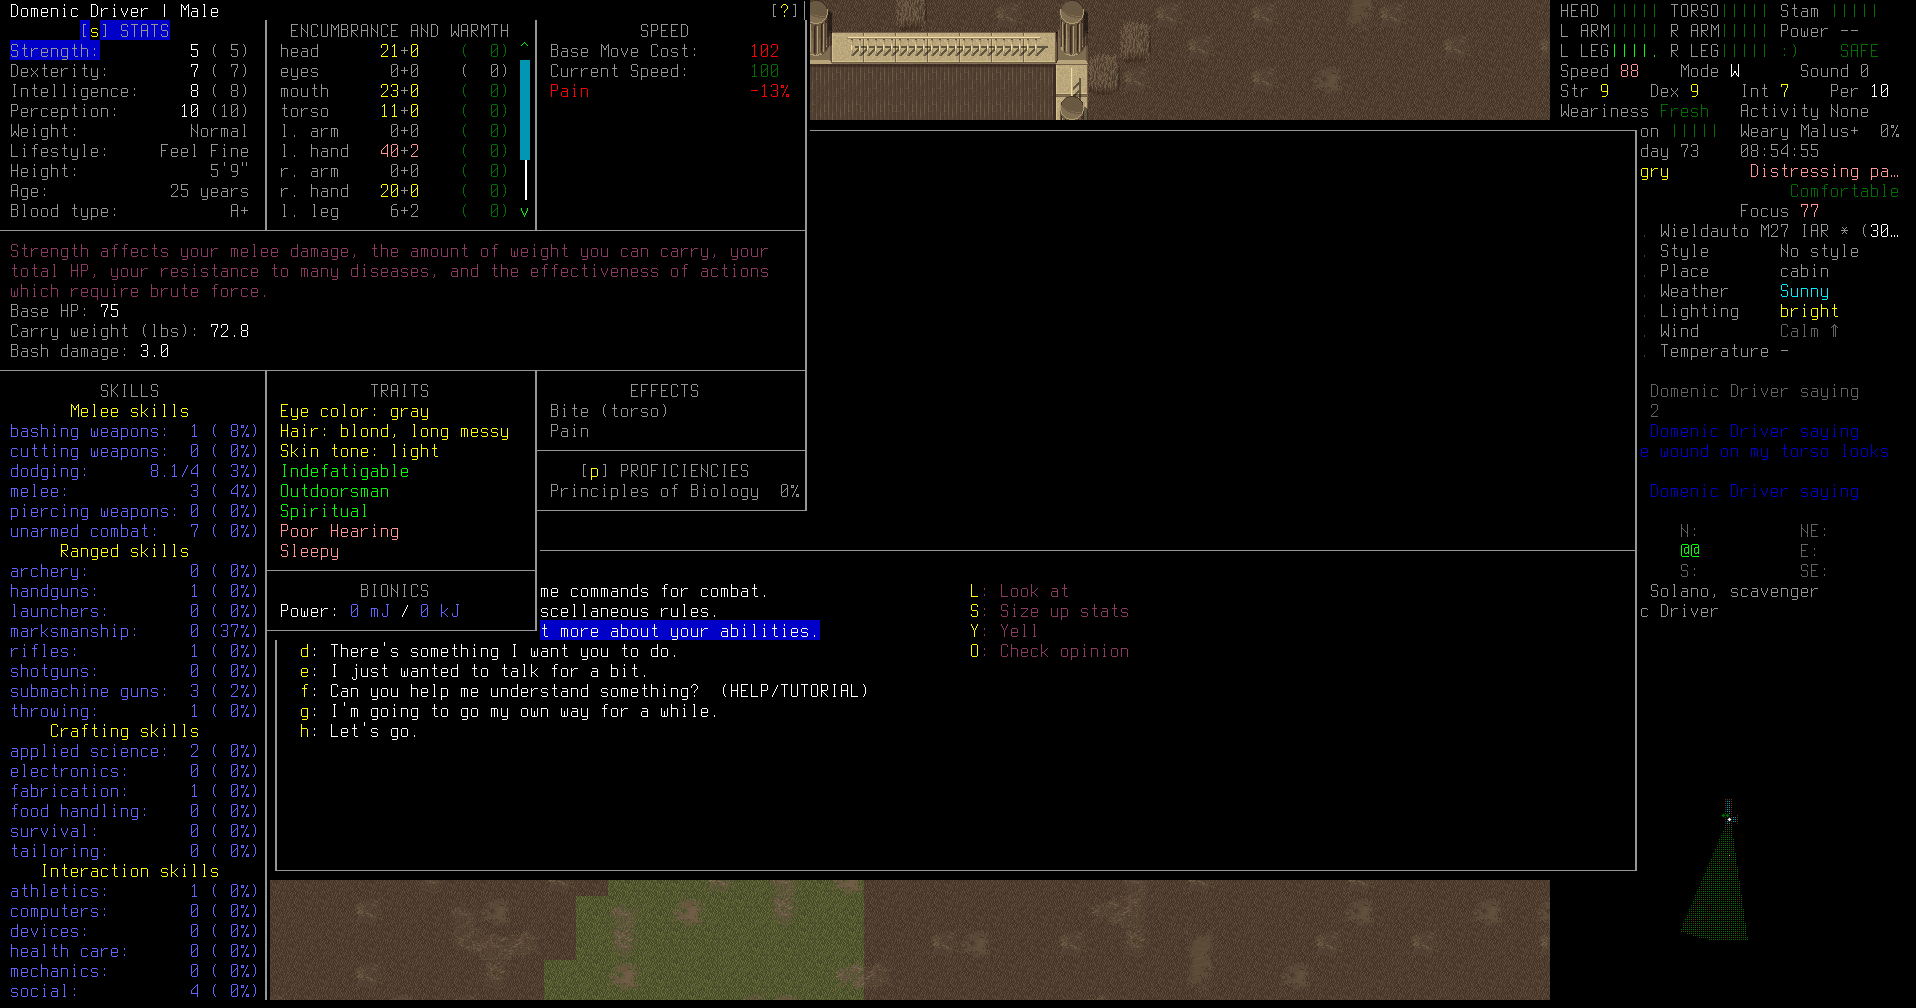 Domenic Driver | Male [?]
[s] STATS
Strength: 5 ( 5)
Dexterity: 7 ( 7)
Intelligence: 8 ( 8)
Perception: 10 (10)
Weight: Normal
Lifestyle: Feel Fine
Height: 5'9"
Age: 25 years
Blood type: A+
ENCUMBRANCE AND WARMTH
head 21+0 ( 0)
eyes 0+0 ( 0)
mouth 23+0 ( 0)
torso 11+0 ( 0)
l. arm 0+0 ( 0)
l. hand 40+2 ( 0)
r. arm 0+0 ( 0)
r. hand 20+0 ( 0)
l. leg 6+2 ( 0)
SPEED
Base Move Cost: 102
Current Speed: 100
Pain -13%
Strength affects your melee damage, the amount of weight you can carry, your
total HP, your resistance to many diseases, and the effectiveness of actions
which require brute force.
Base HP: 75
Carry weight (lbs): 72.8
Bash damage: 3.0
SKILLS
Melee skills
bashing weapons: 1 ( 8%)
cutting weapons: 0 ( 0%)
dodging: 8.1/4 ( 3%)
melee: 3 ( 4%)
piercing weapons: 0 ( 0%)
unarmed combat: 7 ( 0%)
Ranged skills
archery: 0 ( 0%)
handguns: 1 ( 0%)
launchers: 0 ( 0%)
marksmanship: 0 (37%)
rifles: 1 ( 0%)
shotguns: 0 ( 0%)
submachine guns: 3 ( 2%)
throwing: 1 ( 0%)
Crafting skills
applied science: 2 ( 0%)
electronics: 0 ( 0%)
fabrication: 1 ( 0%)
food handling: 0 ( 0%)
survival: 0 ( 0%)
tailoring: 0 ( 0%)
Interaction skills
athletics: 1 ( 0%)
computers: 0 ( 0%)
devices: 0 ( 0%)
health care: 0 ( 0%)
mechanics: 0 ( 0%)
social: 4 ( 0%)
TRAITS
Eye color: gray
Hair: blond, long messy
Skin tone: light
Indefatigable
Outdoorsman
Spiritual
Poor Hearing
Sleepy
BIONICS
Power: 0 mJ / 0 kJ
EFFECTS
Bite (torso)
Pain
[p] PROFICIENCIES
Principles of Biology 0%
me commands for combat.
scellaneous rules.
t more about your abilities.
d: There's something I want you to do.
e: I just wanted to talk for a bit.
f: Can you help me understand something? (HELP/TUTORIAL)
g: I'm going to go my own way for a while.
h: Let's go.
L: Look at
S: Size up stats
Y: Yell
O: Check opinion
HEAD ||||| TORSO||||| Stam |||||
L ARM||||| R ARM||||| Power --
L LEG||||. R LEG||||| :) SAFE
Speed 88 Mode W Sound 0
Str 9 Dex 9 Int 7 Per 10
Weariness Fresh Activity None
on ||||| Weary Malus+ 0%
day 73 08:54:55
gry Distressing pa…
Comfortable
Focus 77
. Wieldauto M27 IAR * (30…
. Style No style
. Place cabin
. Weather Sunny
. Lighting bright
. Wind Calm ↑
. Temperature -
Domenic Driver saying
2
Domenic Driver saying
e wound on my torso looks
Domenic Driver saying
N: NE:
@@ E:
S: SE:
Solano, scavenger
c Driver